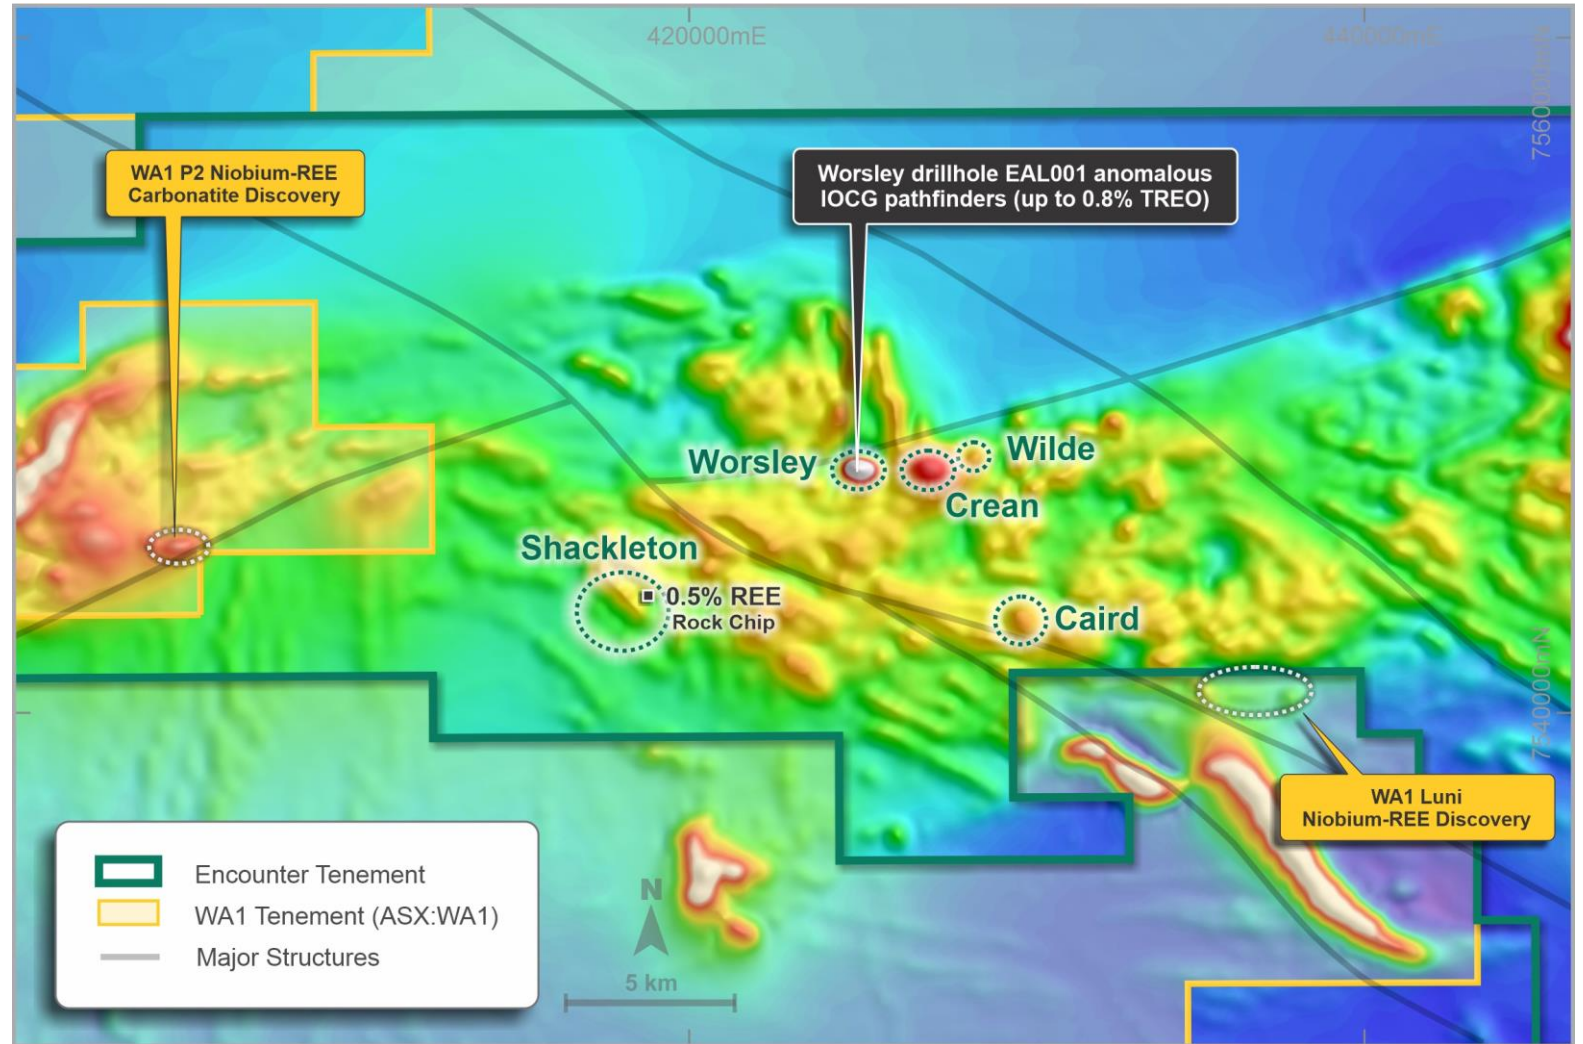 420000mE
440000mE
7560000mN
WA1 P2 Niobium-REE
Carbonatite Discovery
Worsley drillhole EAL001 anomalous
IOCG pathfinders (up to 0.8% TREO)
Worsley
Wilde
Crean
Shackleton
0.5% REE
Rock Chip
Caird
7540000mN
WA1 Luni
Niobium-REE Discovery
Encounter Tenement
WA1 Tenement (ASX:WA1)
Major Structures
N
5 km